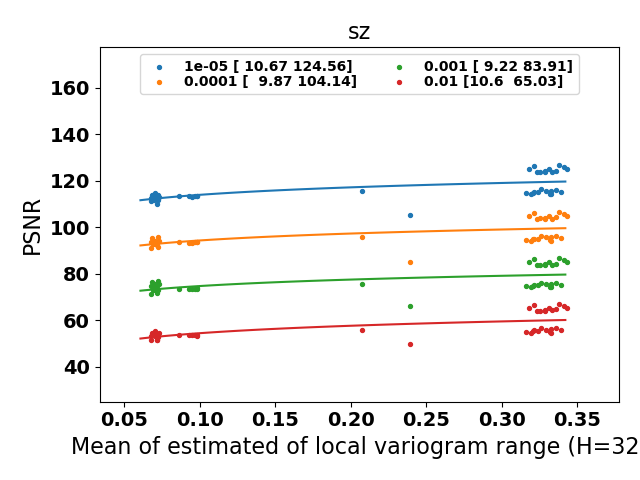 sz
1e-05 [ 10.67 124.56]
0.0001 [  9.87 104.14]
0.001 [ 9.22 83.91]
0.01 [10.6  65.03]
PSNR
160
140
120
100
80
60
40
0.05 0.10 0.15 0.20 0.25 0.30 0.35
Mean of estimated of local variogram range (H=32